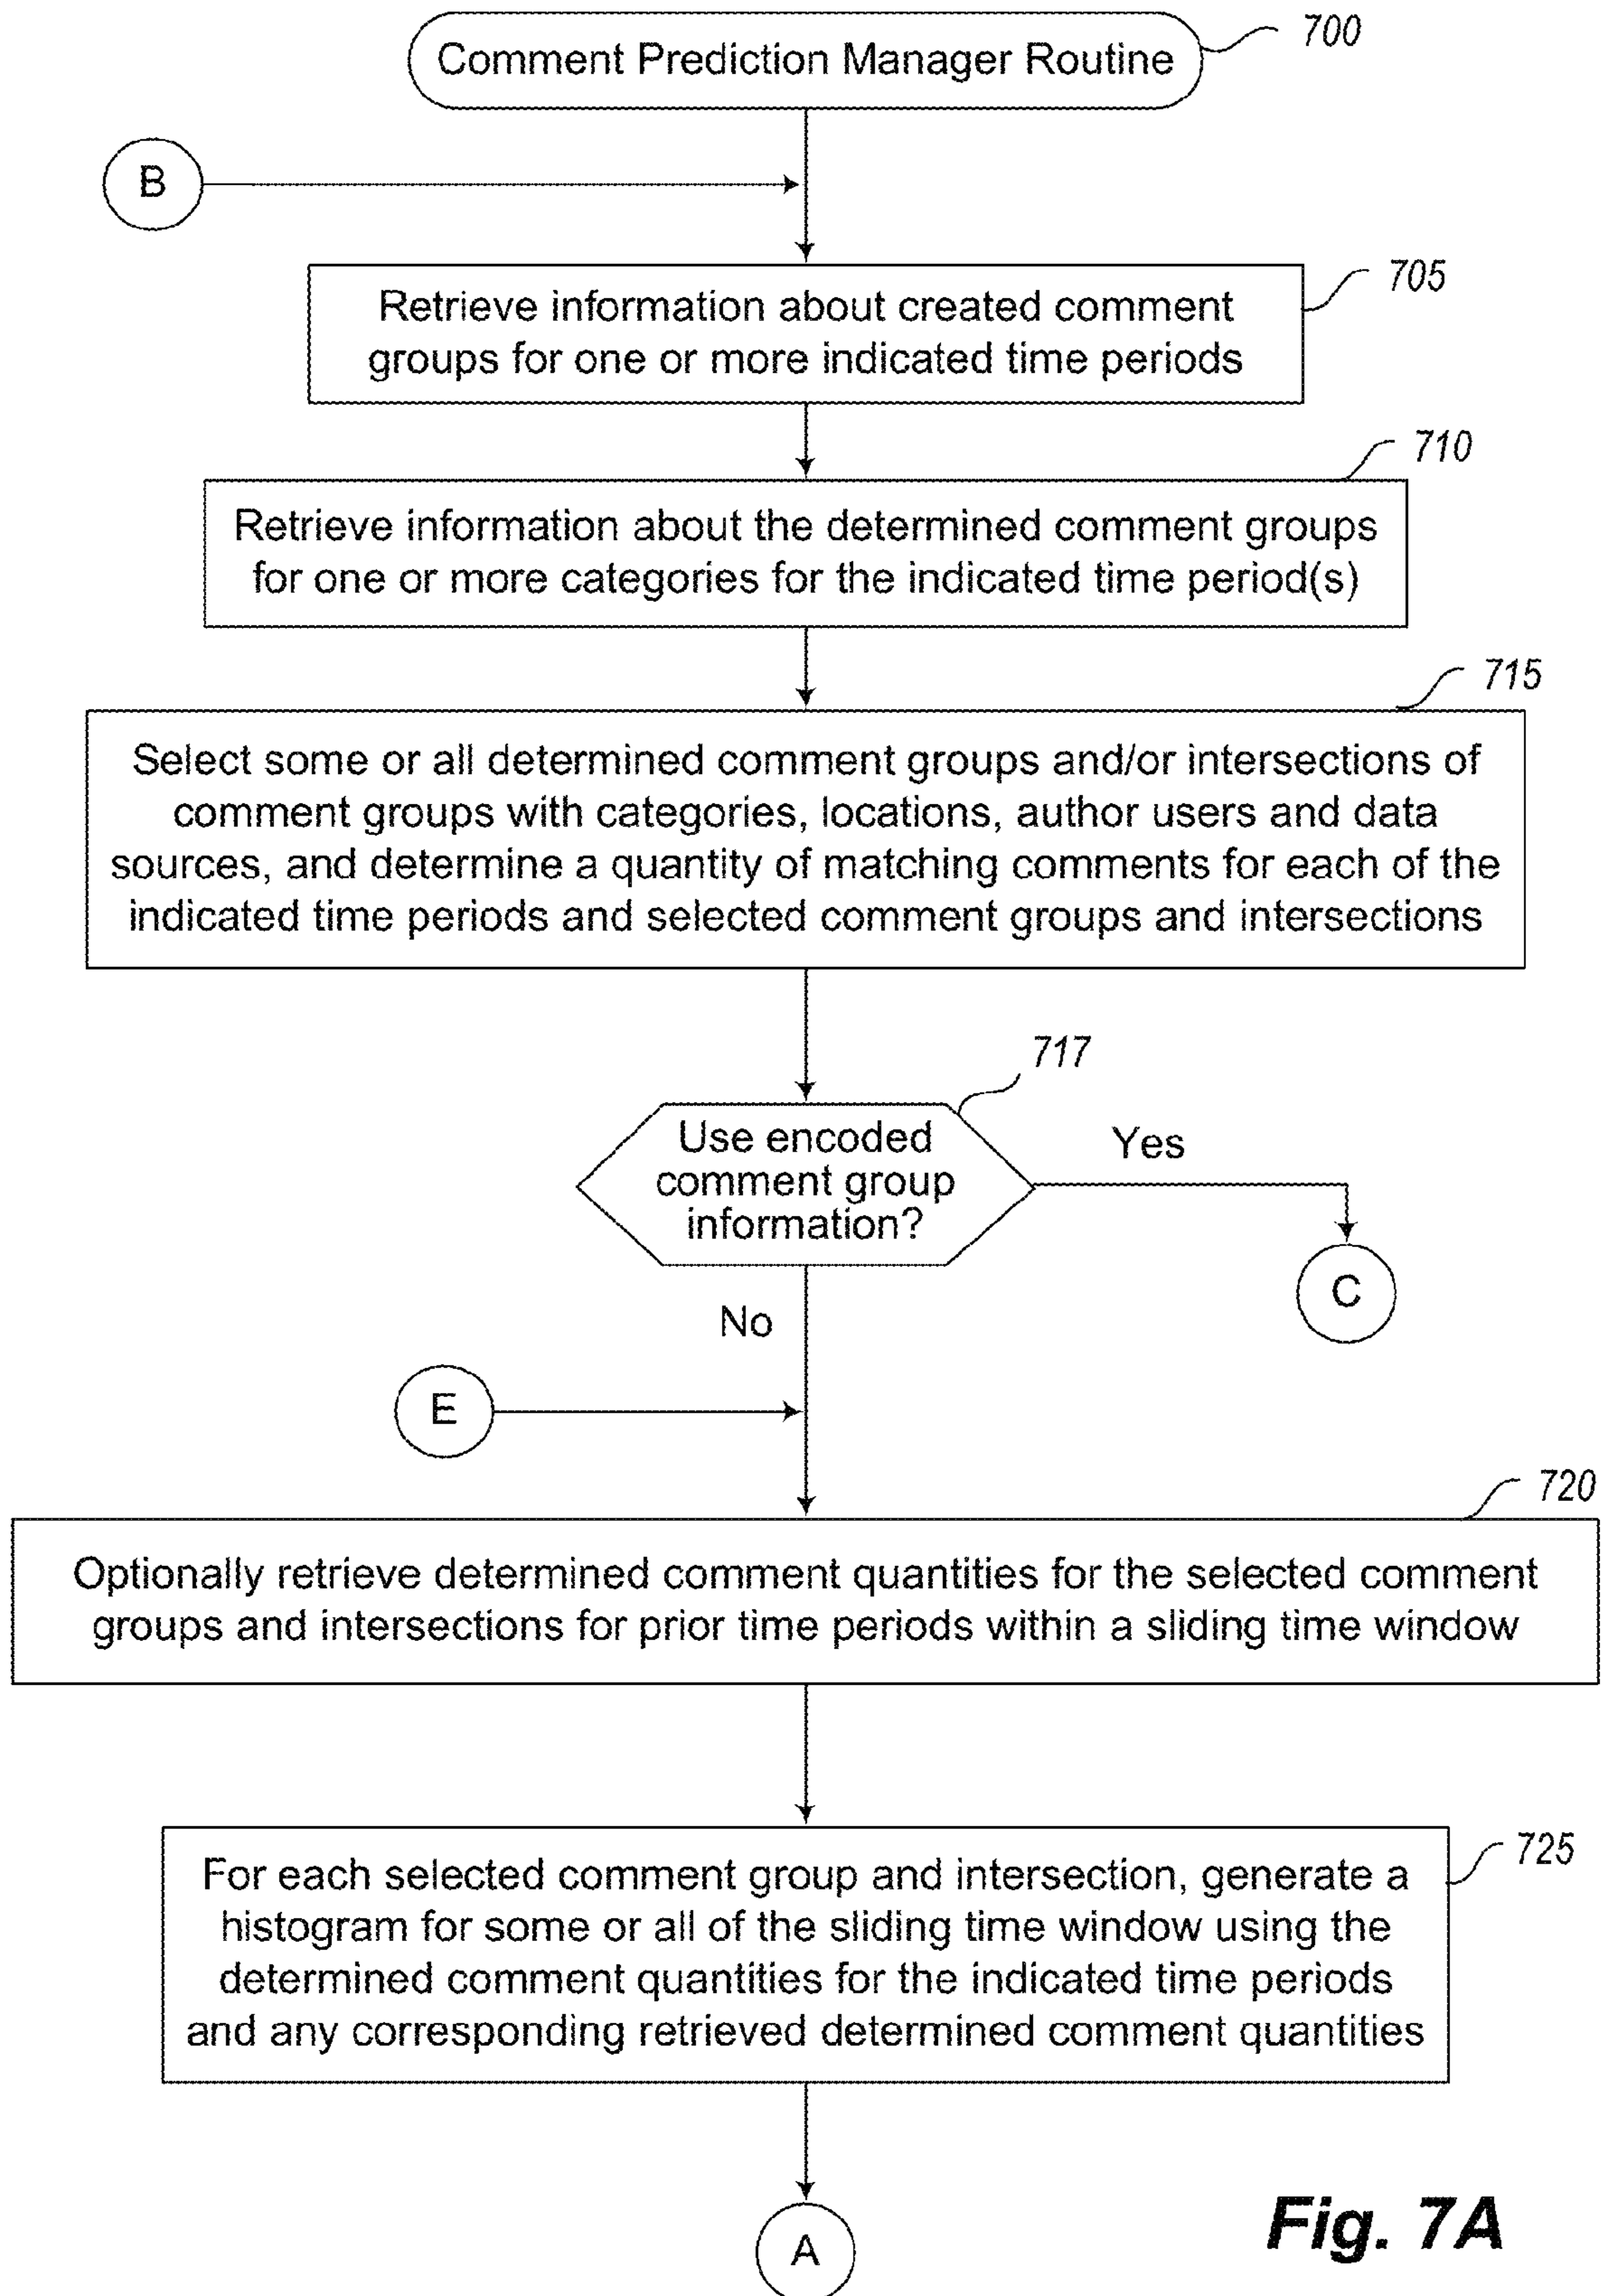 Comment Prediction Manager Routine
700
B
705
Retrieve information about created comment
groups for one or more indicated time periods
710
Retrieve information about the determined comment groups
for one or more categories for the indicated time period(s)
715
Select some or all determined comment groups and/or intersections of
comment groups with categories, locations, author users and data
sources, and determine a quantity of matching comments for each of the
indicated time periods and selected comment groups and intersections
717
Use encoded
comment group
information?
Yes
C
No
E
720
Optionally retrieve determined comment quantities for the selected comment
groups and intersections for prior time periods within a sliding time window
725
For each selected comment group and intersection, generate a
histogram for some or all of the sliding time window using the
determined comment quantities for the indicated time periods
and any corresponding retrieved determined comment quantities
A
Fig. 7A